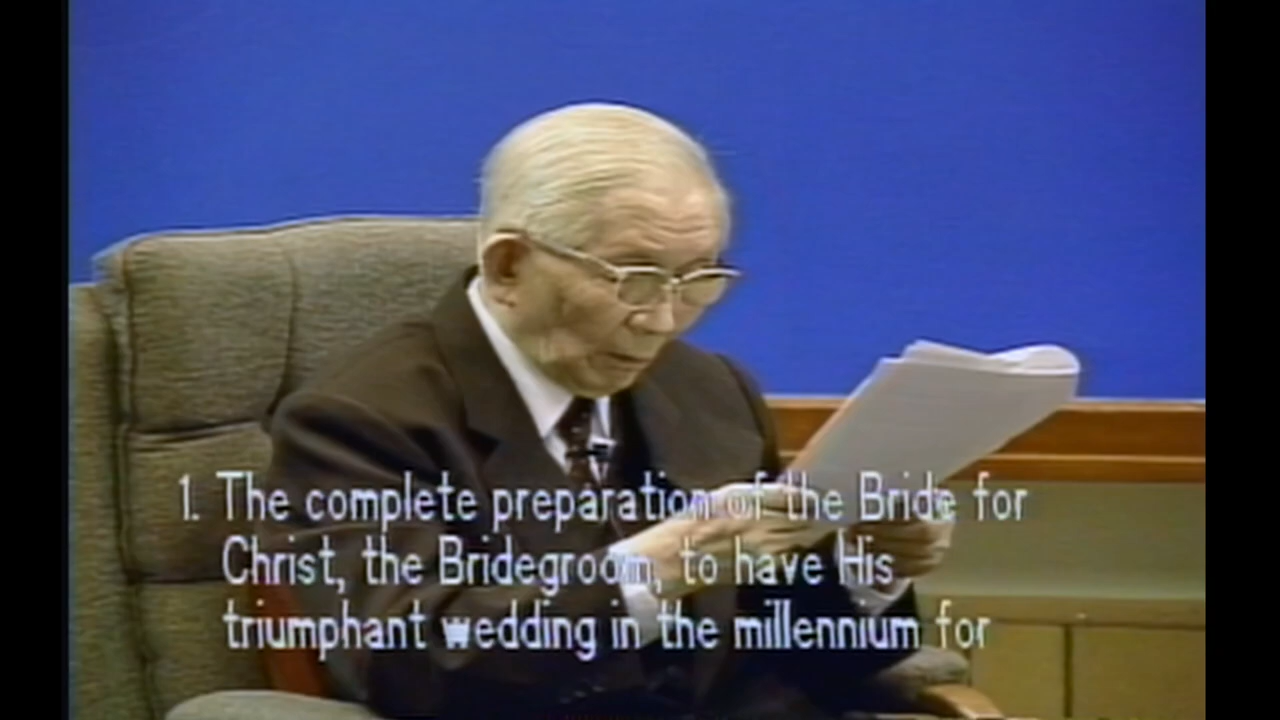 1. The complete preparation of the Bride for
Christ, the Bridegroom, to have His
triumphant wedding in the millennium for